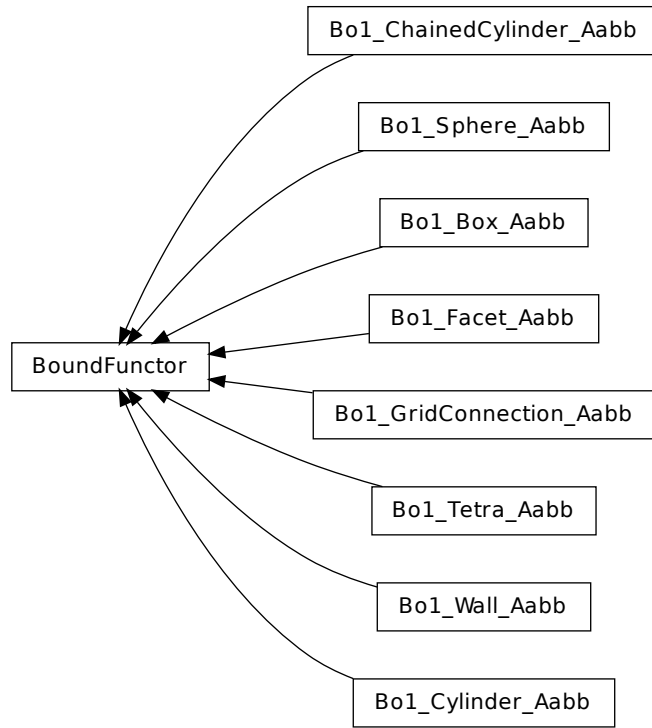 Bo1_ChainedCylinder_Aabb
Bo1_Sphere_Aabb
Bo1_Box_Aabb
Bo1_Facet_Aabb
BoundFunctor
Bo1_GridConnection_Aabb
Bo1_Tetra_Aabb
Bo1_Wall_Aabb
Bo1_Cylinder_Aabb